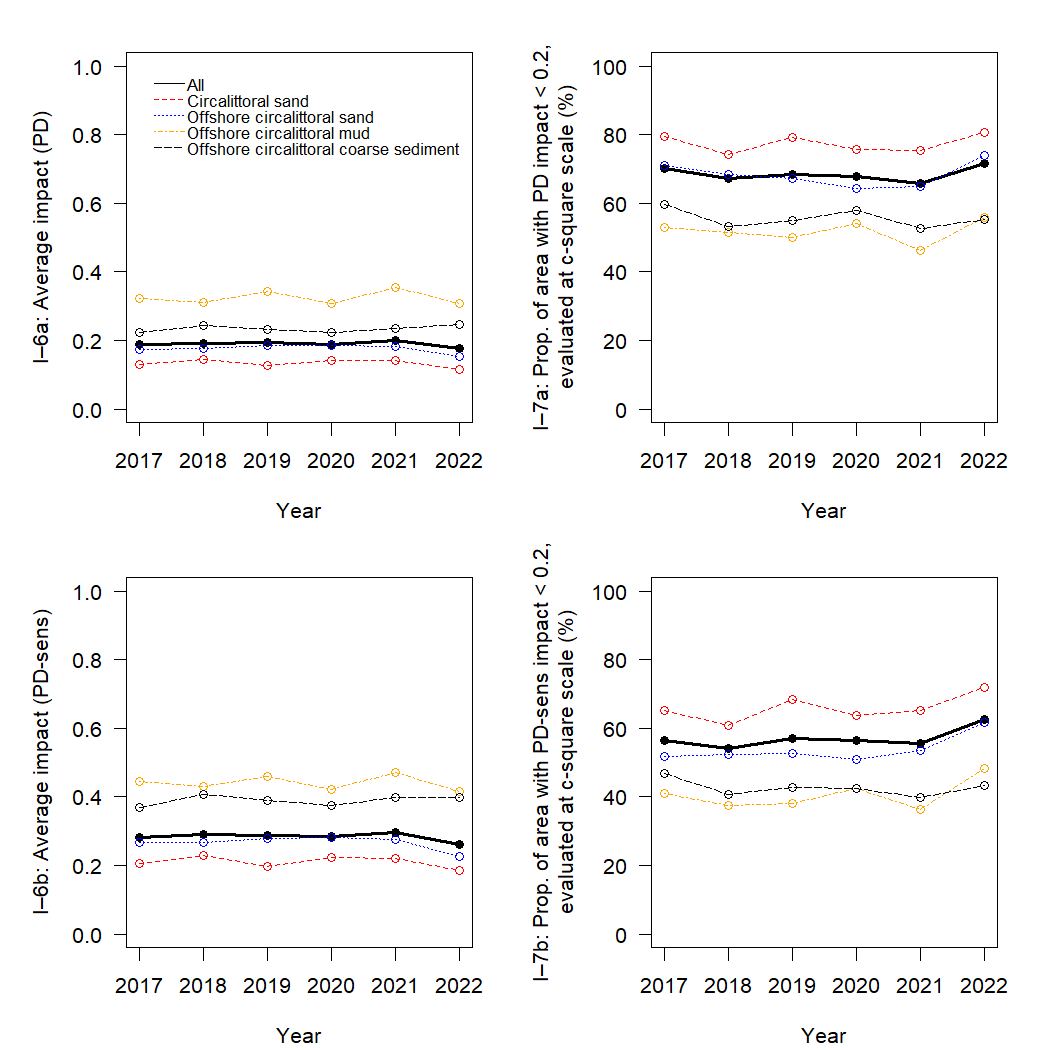 I–6a: Average impact (PD)
1.0
0.8
0.6
0.4
0.2
0.0
All
Circalittoral sand
Offshore circalittoral sand
Offshore circalittoral mud
Offshore circalittoral coarse sediment
2017 2018 2019 2020 2021 2022
Year
I–7a: Prop. of area with PD impact < 0.2,
evaluated at c-square scale (%)
100
80
60
40
20
0
2017 2018 2019 2020 2021 2022
Year
I–6b: Average impact (PD-sens)
1.0
0.8
0.6
0.4
0.2
0.0
2017 2018 2019 2020 2021 2022
Year
I–7b: Prop. of area with PD-sens impact < 0.2,
evaluated at c-square scale (%)
100
80
60
40
20
0
2017 2018 2019 2020 2021 2022
Year